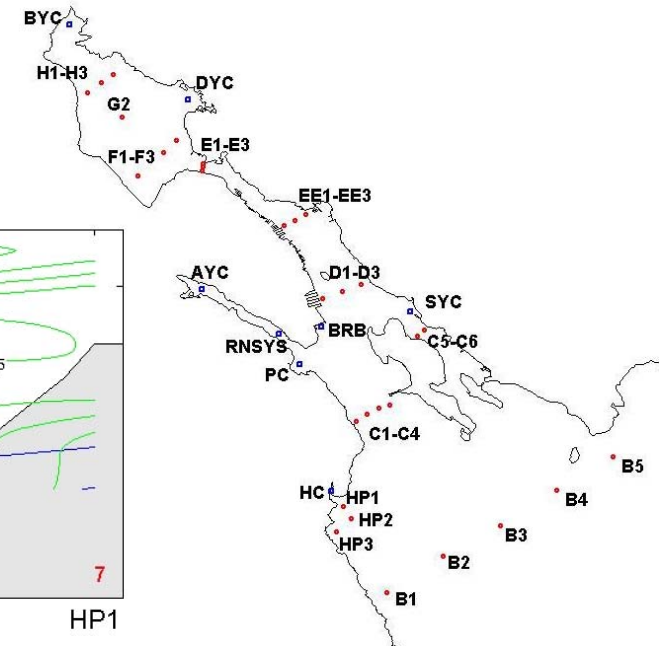 BYC
H1-H3
DYC
G2
E1-E3
F1-F3
EE1-EE3
AYC
D1-D3
SYC
BRB
C5-C6
RNSYS
PC
5
C1-C4
B5
HC
HP1
B4
HP2
B3
HP3
B2
7
B1
HP1